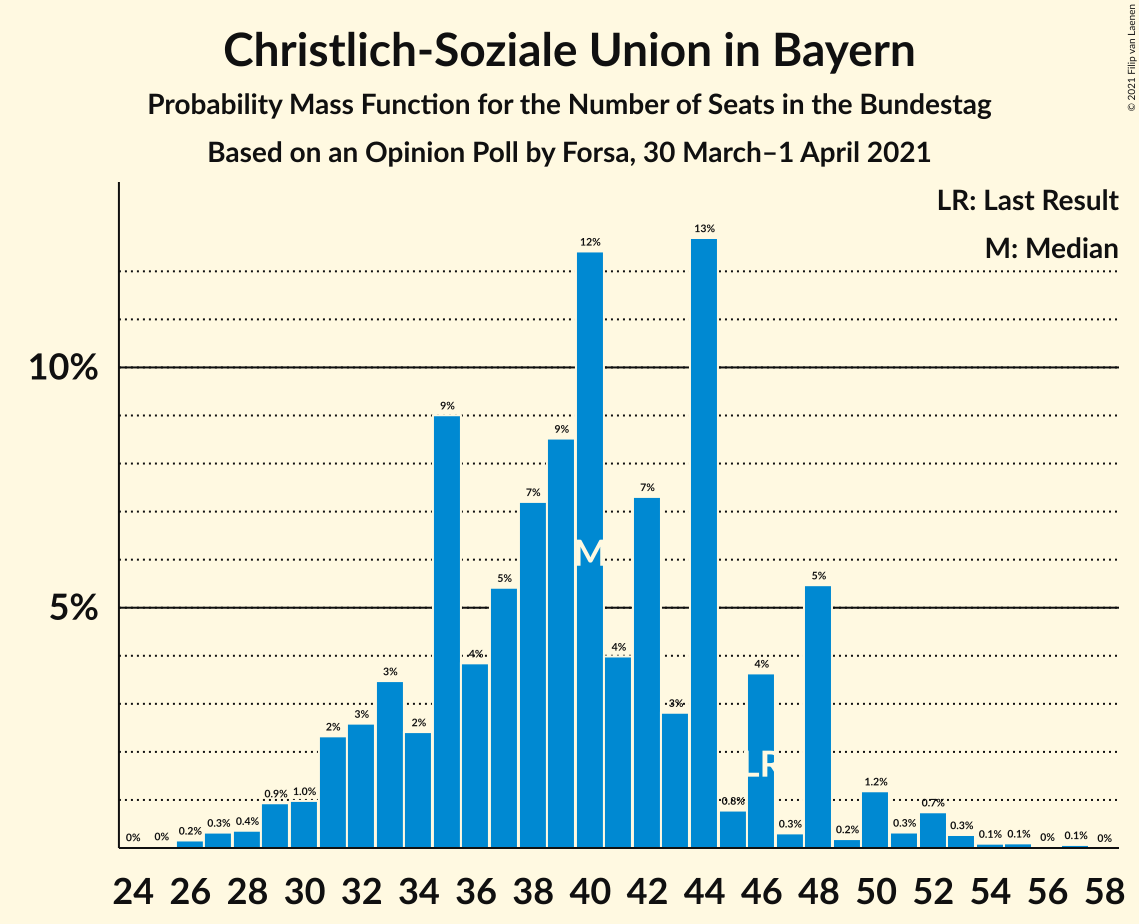 Christlich-Soziale Union in Bayern
Probability Mass Function for the Number of Seats in the Bundestag
Based on an Opinion Poll by Forsa, 30 March–1 April 2021
© 2021 Filip van Laenen
LR: Last Result
M: Median
10%
5%
0% 0% 0.2% 0.3% 0.4% 0.9% 1.0% 2% 3% 3% 2% 9% 4% 5% 7% 9% 12% 4% 7% 3% 13% 0.8% 4% 0.3% 5% 0.2% 1.2% 0.3% 0.7% 0.3% 0.1% 0.1% 0% 0.1% 0%
M
LR
24 26 28 30 32 34 36 38 40 42 44 46 48 50 52 54 56 58